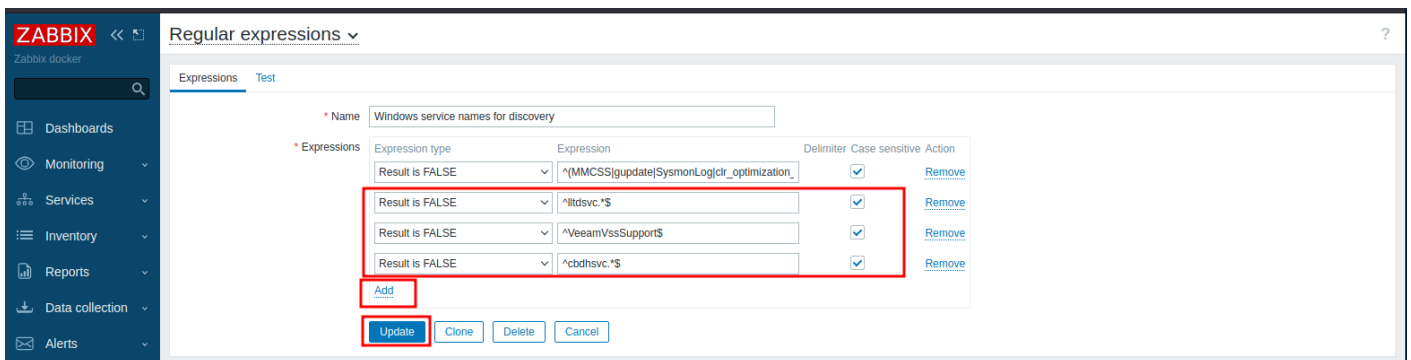 ZABBIX
Regular expressions
?
Zabbix docker
Expressions Test
* Name Windows service names for discovery
Dashboards
* Expressions Expression type Expression Delimiter Case sensitive Action
Monitoring
Result is FALSE ^(MMCSS|gupdate|SysmonLog|clr_optimization_ Remove
Services
Result is FALSE ^lltdsvc.*$ Remove
Inventory
Result is FALSE ^VeeamVssSupport$ Remove
Reports
Result is FALSE ^cbdhsvc.*$ Remove
Add
Data collection
Update Clone Delete Cancel
Alerts